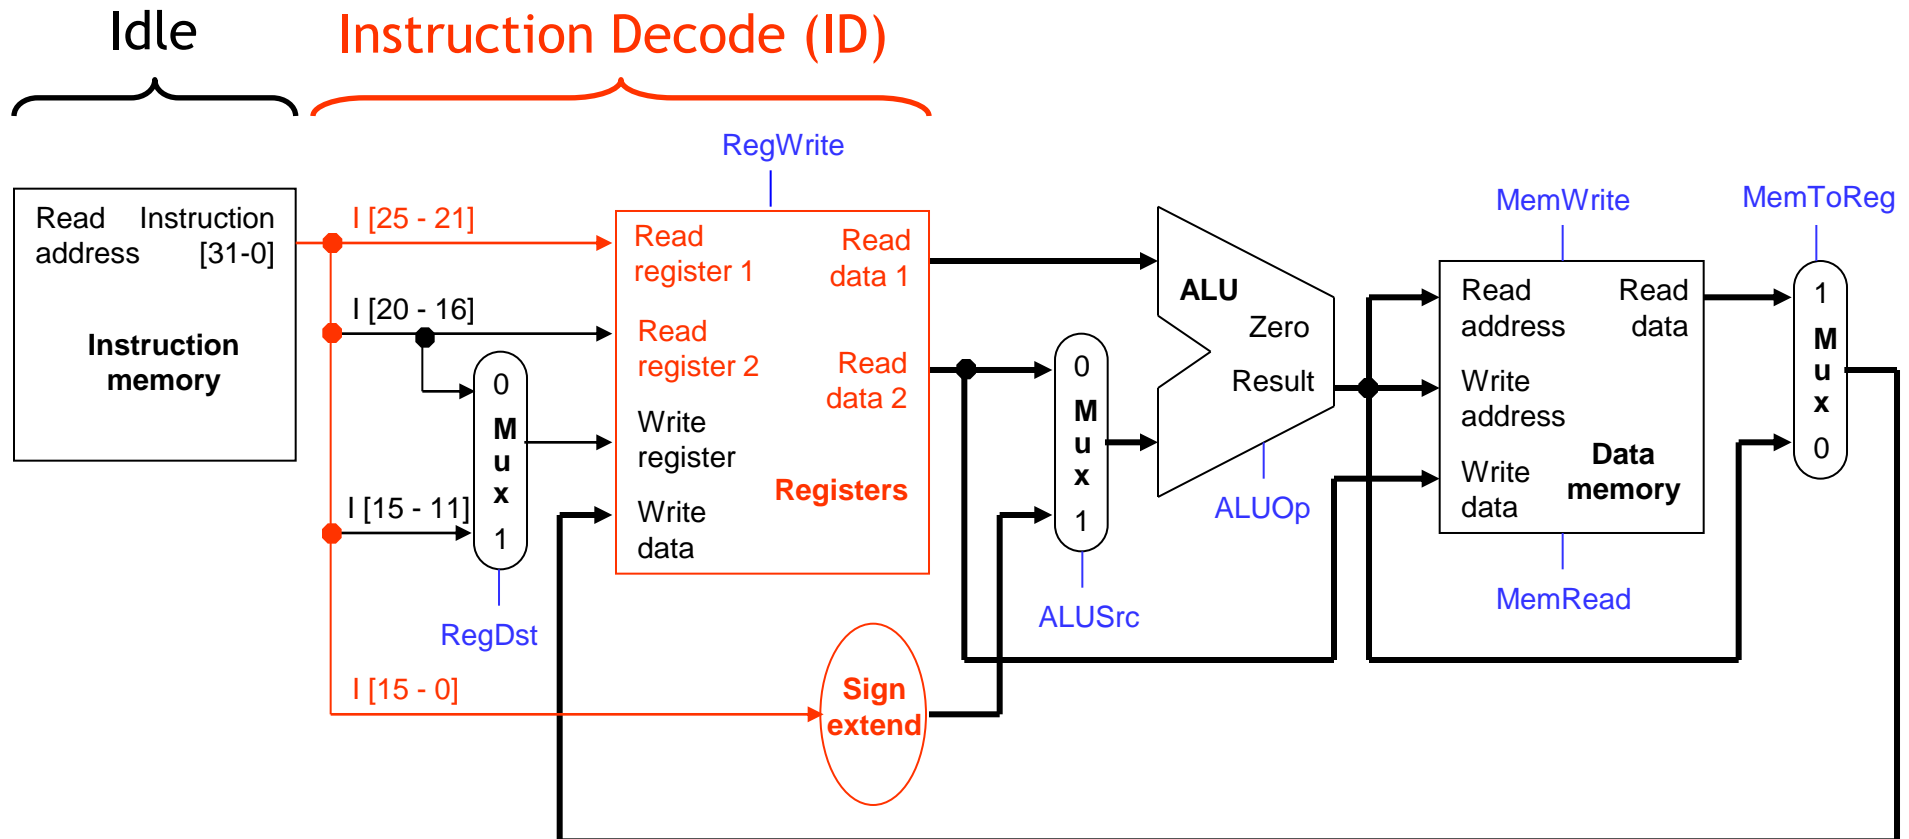 Idle
Instruction Decode (ID)
RegWrite
Read Instruction
address [31-0]
Instruction
memory
I [25 - 21]
I [20 - 16]
I [15 - 11]
I [15 - 0]
0
M
u
x
1
RegDst
Read
register 1
Read
data 1
Read
register 2
Read
data 2
Write
register
Registers
Write
data
Sign
extend
0
M
u
x
1
ALUSrc
ALU
Zero
Result
ALUOp
MemWrite
Read
address
Read
data
Write
address
Write
data
Data
memory
MemRead
MemToReg
1
M
u
x
0